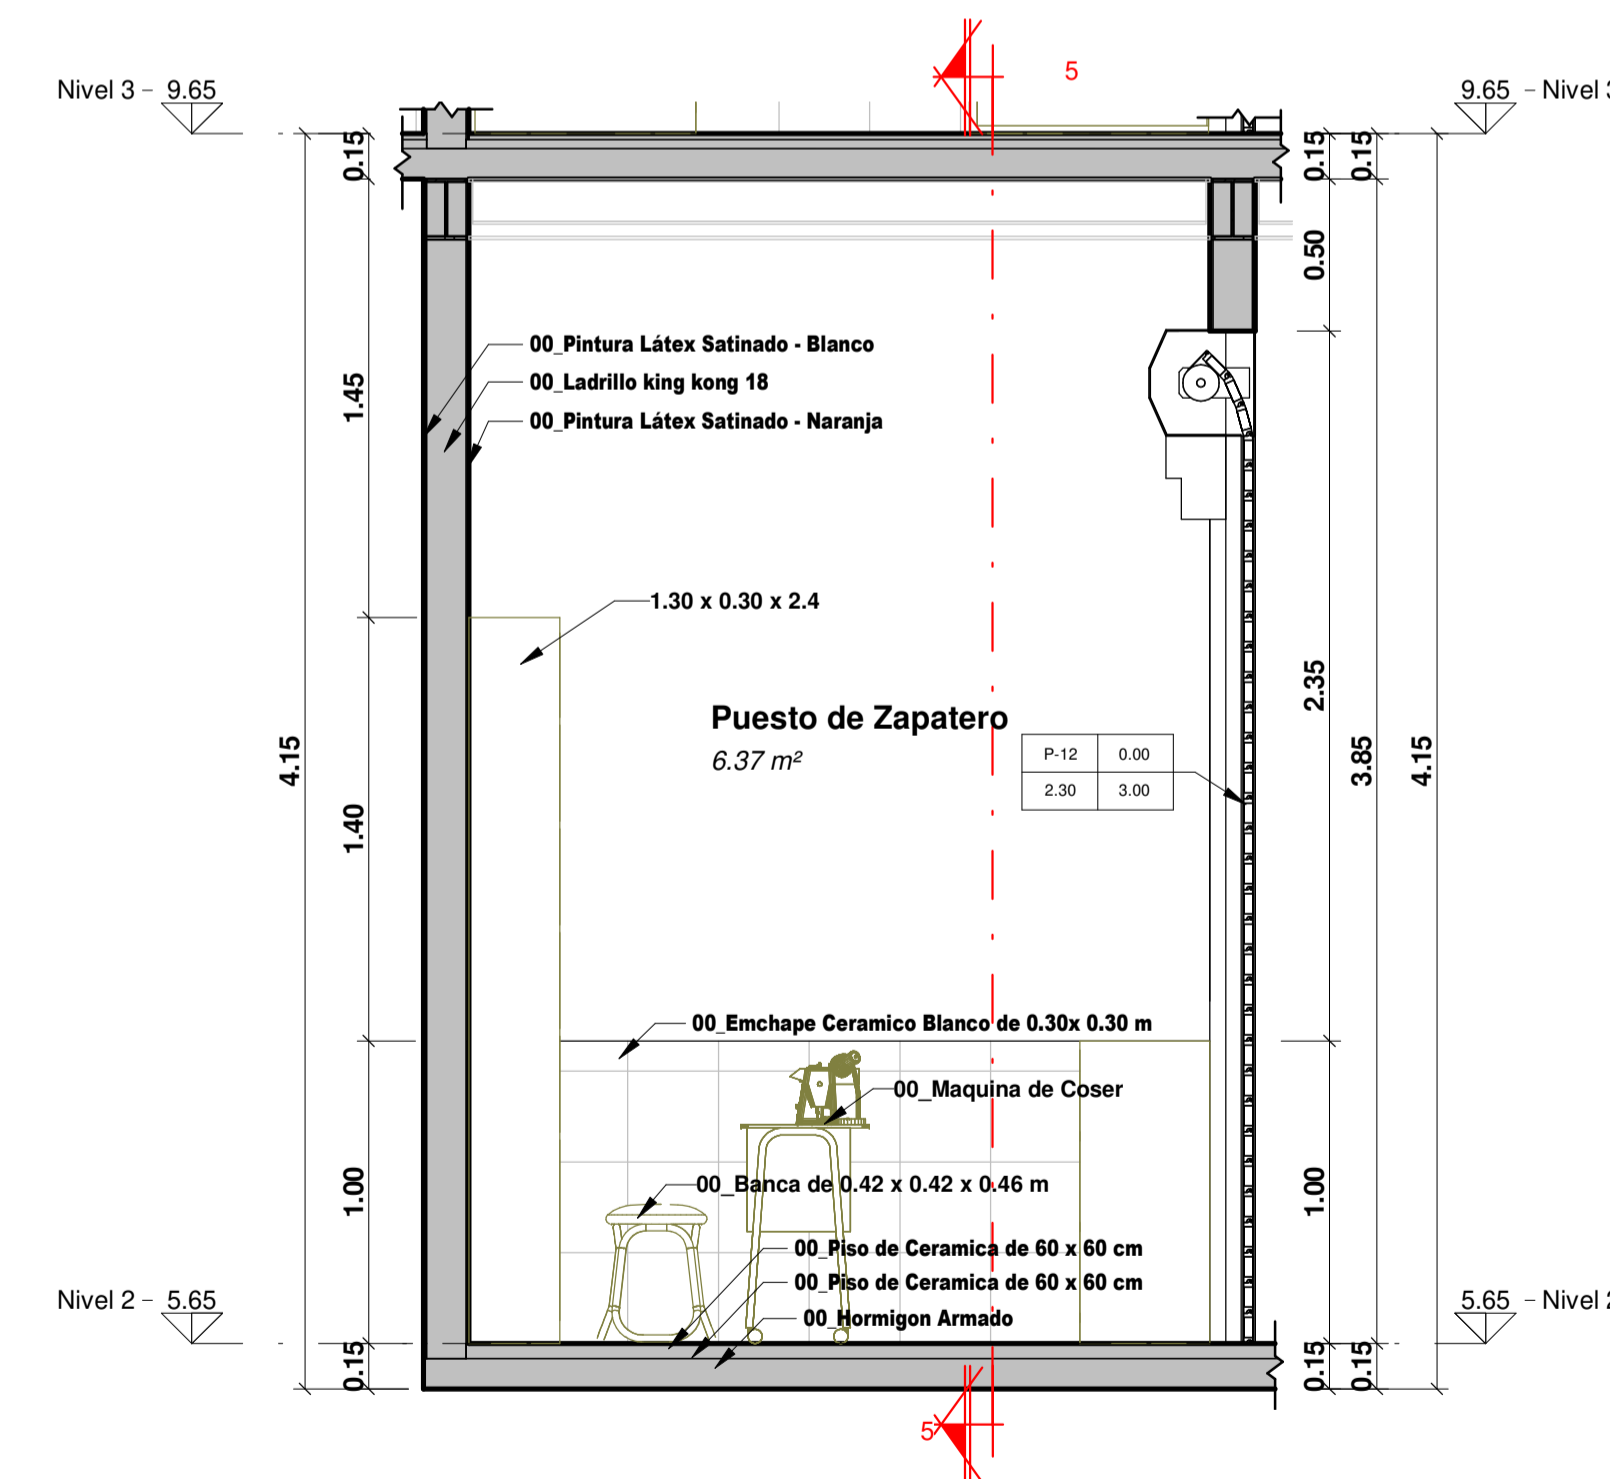 5
Nivel 3 - 9.65
9.65 - Nivel
0.15
0.15
0.15
0.50
00_Pintura Látex Satinado - Blanco
00_Ladrillo king kong 18
00_Pintura Látex Satinado - Naranja
1.45
1.30 x 0.30 x 2.4
2.35
Puesto de Zapatero
6.37 m²
P-12 0.00
2.30 3.00
4.15
3.85
4.15
1.40
00_Emchape Ceramico Blanco de 0.30x 0.30 m
00_Maquina de Coser
00_Banca de 0.42 x 0.42 x 0.46 m
1.00
1.00
00_Piso de Ceramica de 60 x 60 cm
00_Piso de Ceramica de 60 x 60 cm
00_Hormigon Armado
Nivel 2 - 5.65
5.65 - Nivel
0.15
0.15
0.15
5